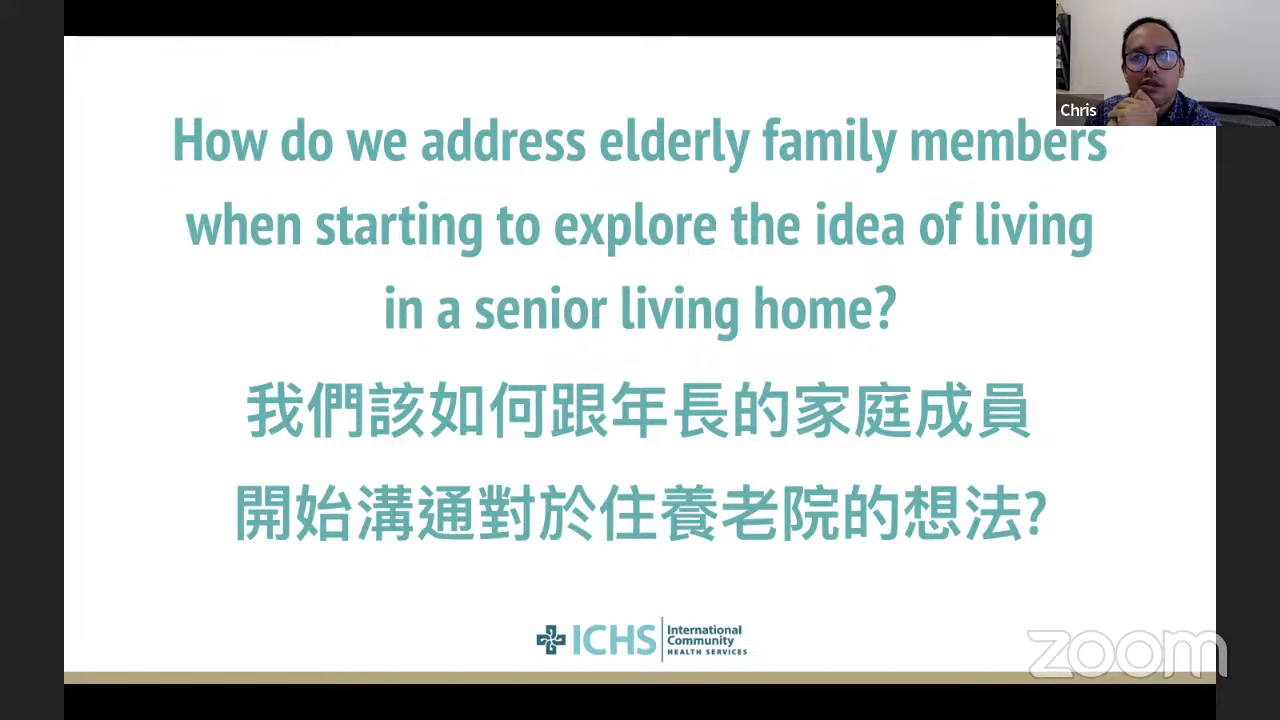 Chris
How do we address elderly family members
when starting to explore the idea of living
in a senior living home?
我們該如何跟年長的家庭成員
開始溝通對於住養老院的想法?
ICHS International
Community
HEALTH SERVICES
zoom